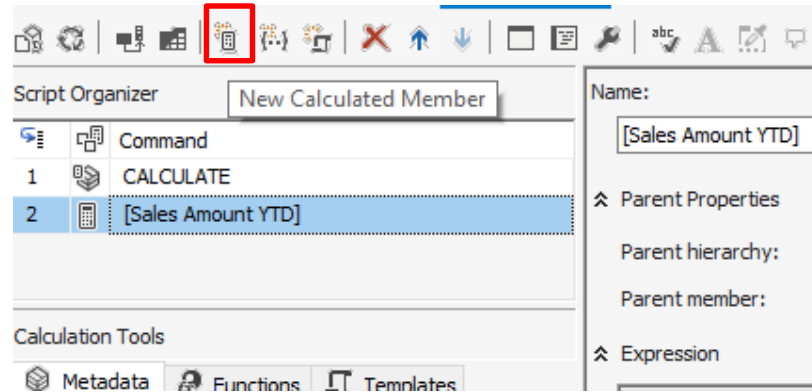 abc
New Calculated Member
Script Organizer
Command
1 CALCULATE
2 [Sales Amount YTD]
Calculation Tools
Metadata Functions Templates
Name:
[Sales Amount YTD]
Parent Properties
Parent hierarchy:
Parent member:
Expression